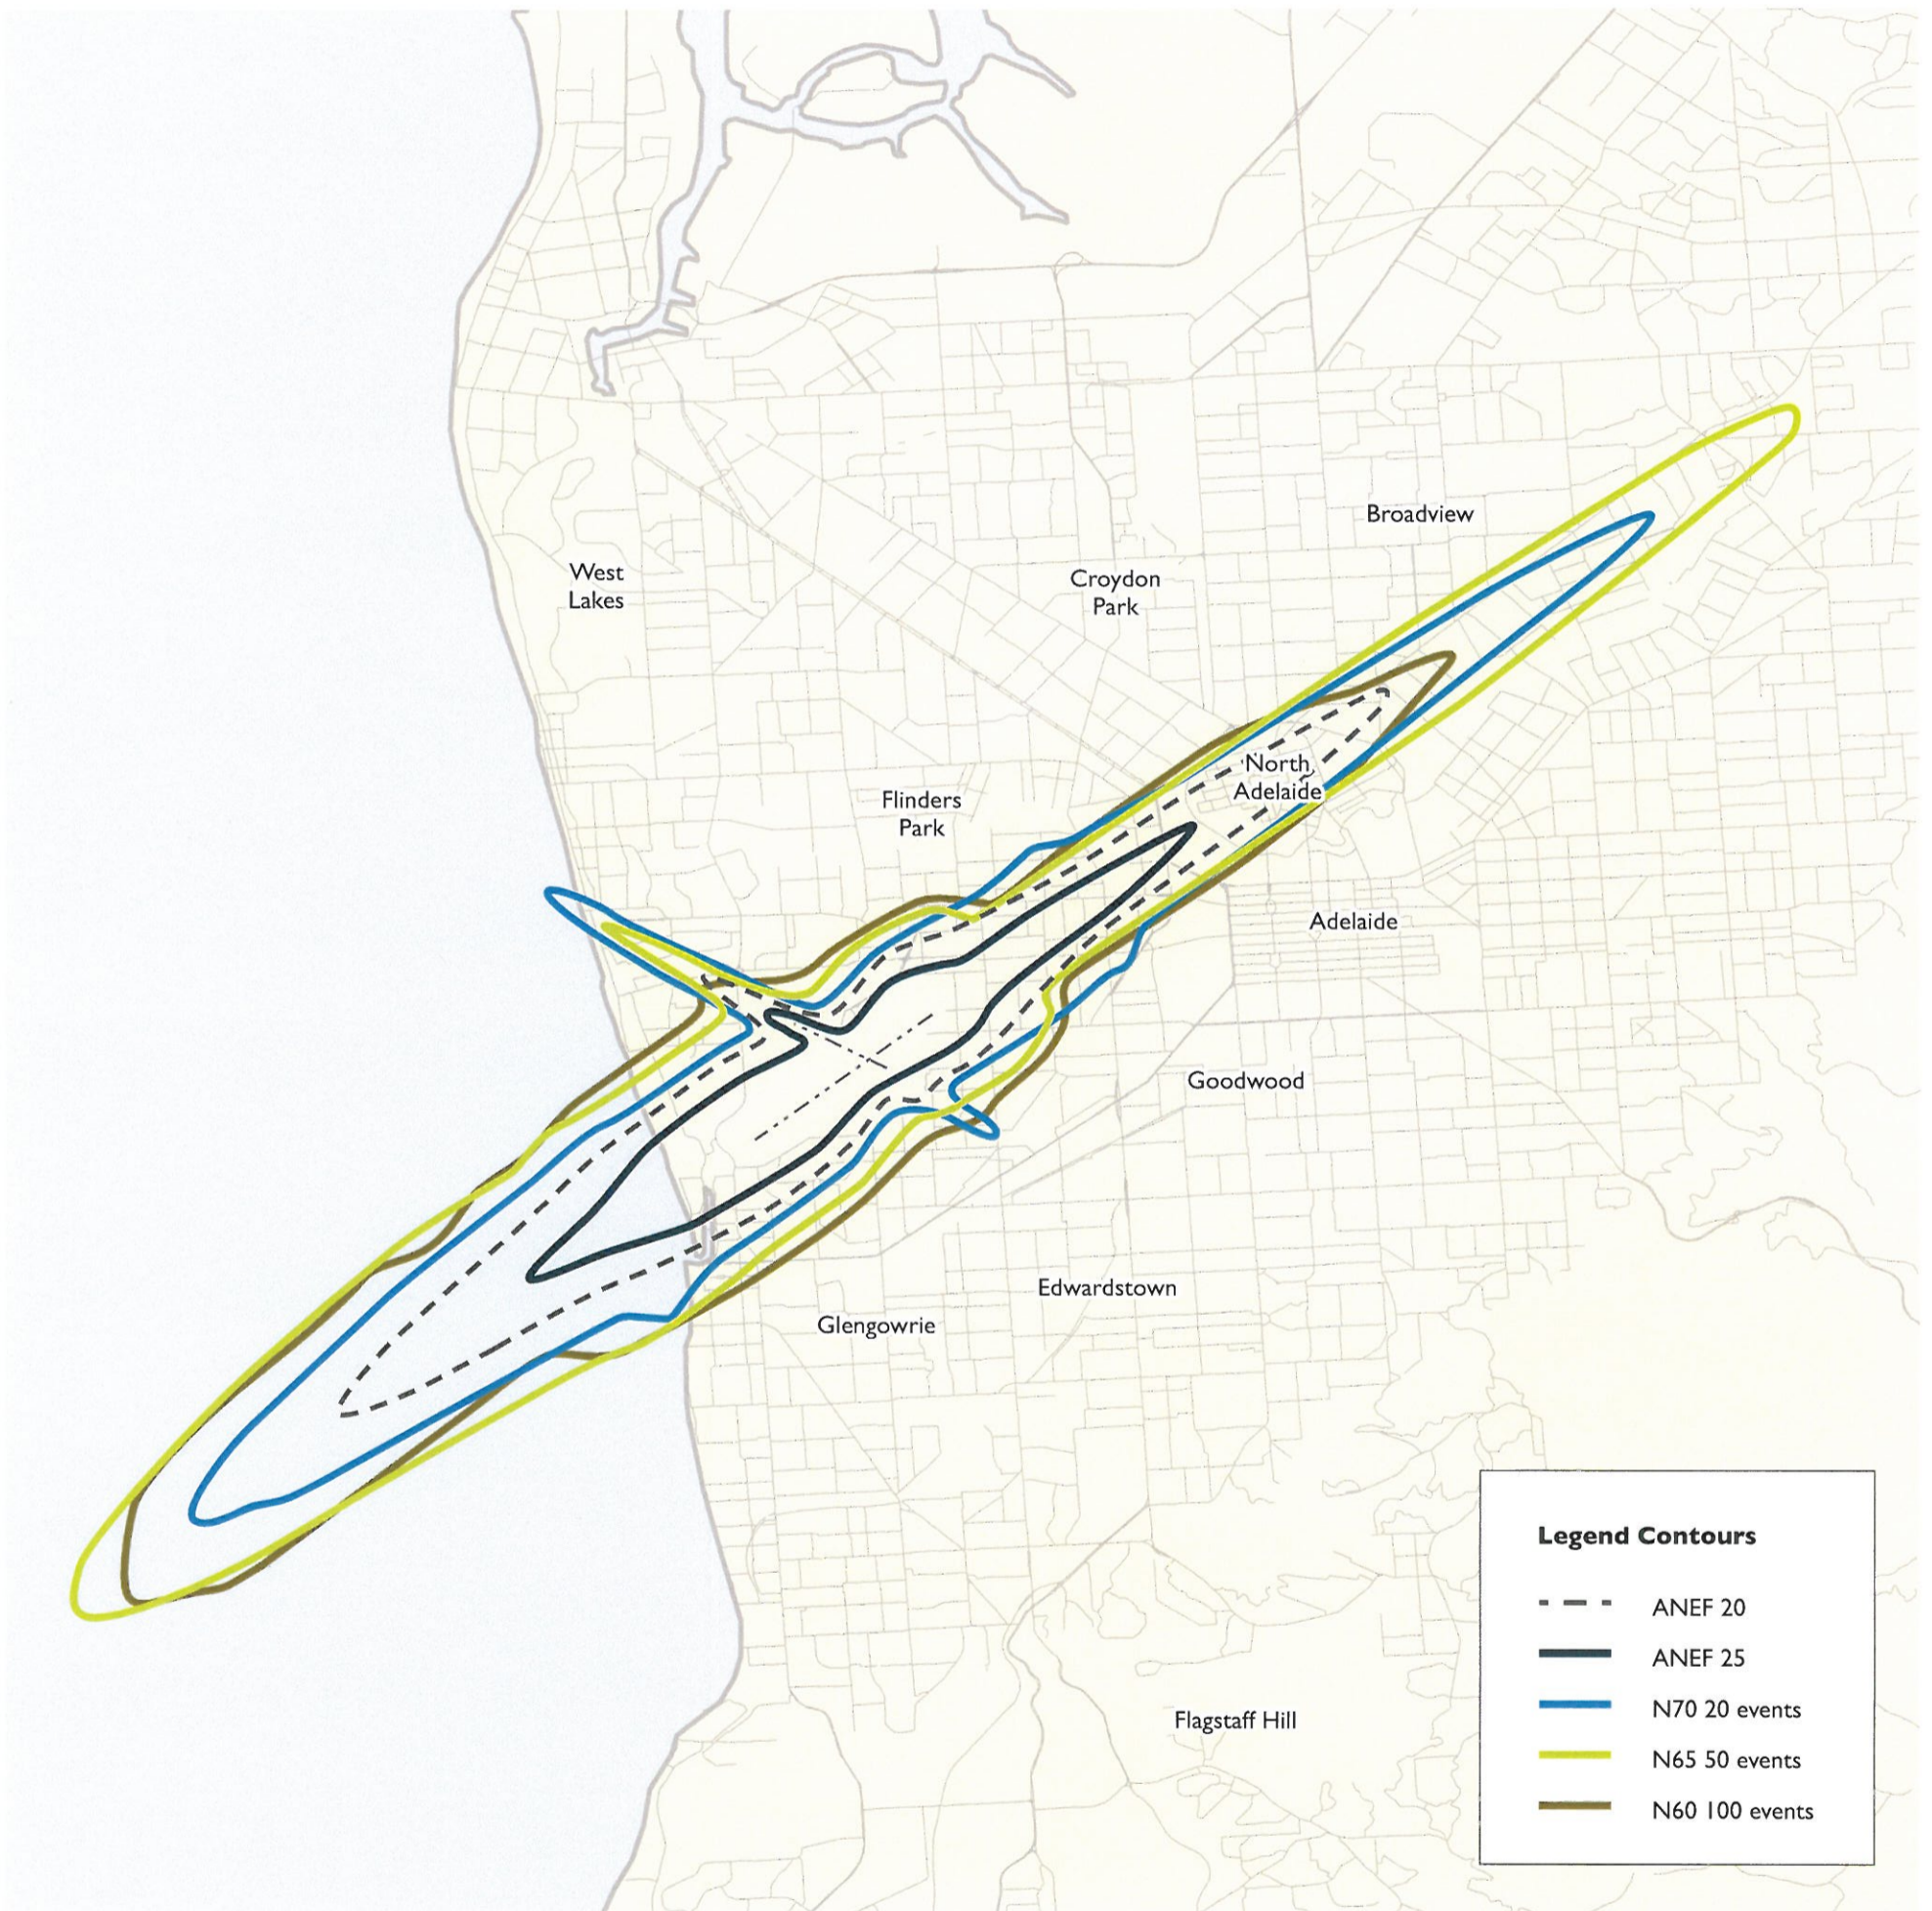 Broadview
West
Lakes
Croydon
Park
North
Adelaide
Flinders
Park
Adelaide
Goodwood
Edwardstown
Glengowrie
Flagstaff Hill
Legend Contours
ANEF 20
ANEF 25
N70 20 events
N65 50 events
N60 100 events